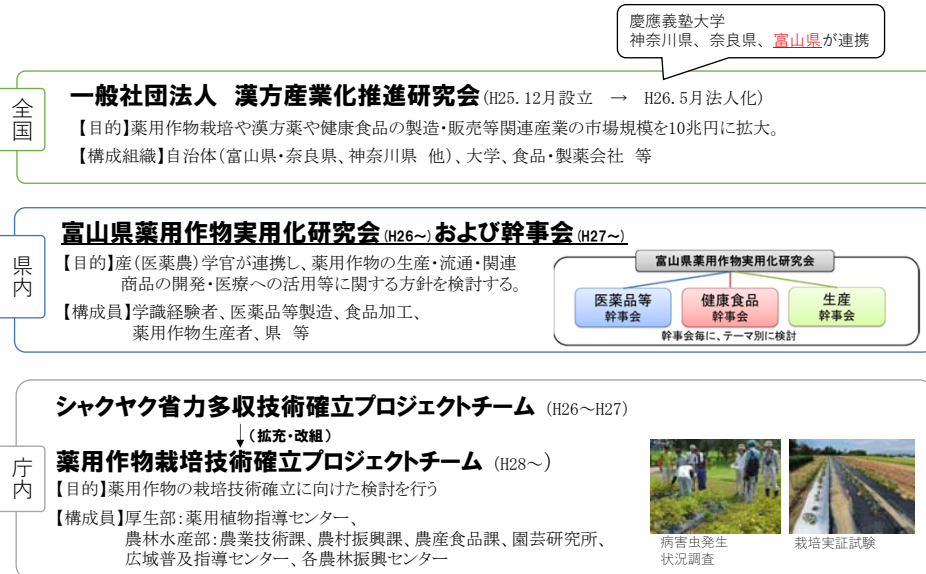 慶應義塾大学
神奈川県、奈良県、富山県が連携
全国
一般社団法人 漢方産業化推進研究会(H25.12月設立 → H26.5月法人化)
【目的】薬用作物栽培や漢方薬や健康食品の製造・販売等関連産業の市場規模を10兆円に拡大。
【構成組織】自治体(富山県・奈良県、神奈川県 他)、大学、食品・製薬会社 等
県内
富山県薬用作物実用化研究会(H26～)および幹事会(H27～)
【目的】産(医薬農)学官が連携し、薬用作物の生産・流通・関連
商品の開発・医療への活用等に関する方針を検討する。
【構成員】学識経験者、医薬品等製造、食品加工、
薬用作物生産者、県 等
富山県薬用作物実用化研究会
医薬品等
幹事会
健康食品
幹事会
生産
幹事会
幹事会毎に、テーマ別に検討
庁内
シャクヤク省力多収技術確立プロジェクトチーム (H26～H27)
↓(拡充・改組)
薬用作物栽培技術確立プロジェクトチーム (H28～)
【目的】薬用作物の栽培技術確立に向けた検討を行う
【構成員】厚生部：薬用植物指導センター、
農林水産部：農業技術課、農村振興課、農産食品課、園芸研究所、
広域普及指導センター、各農林振興センター
病害虫発生
状況調査
栽培実証試験